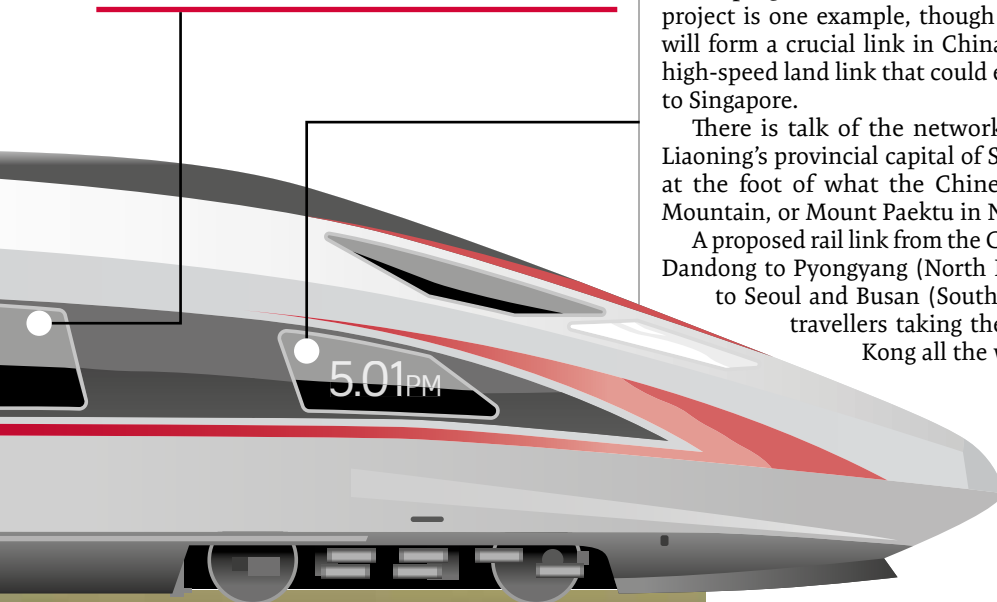 project is one example, though
will form a crucial link in China
high-speed land link that could
to Singapore.
There is talk of the network
Liaoning's provincial capital of
at the foot of what the Chine
Mountain, or Mount Paektu in
A proposed rail link from the
Dandong to Pyongyang (North
to Seoul and Busan (South
travellers taking the
Kong all the
5.01PM